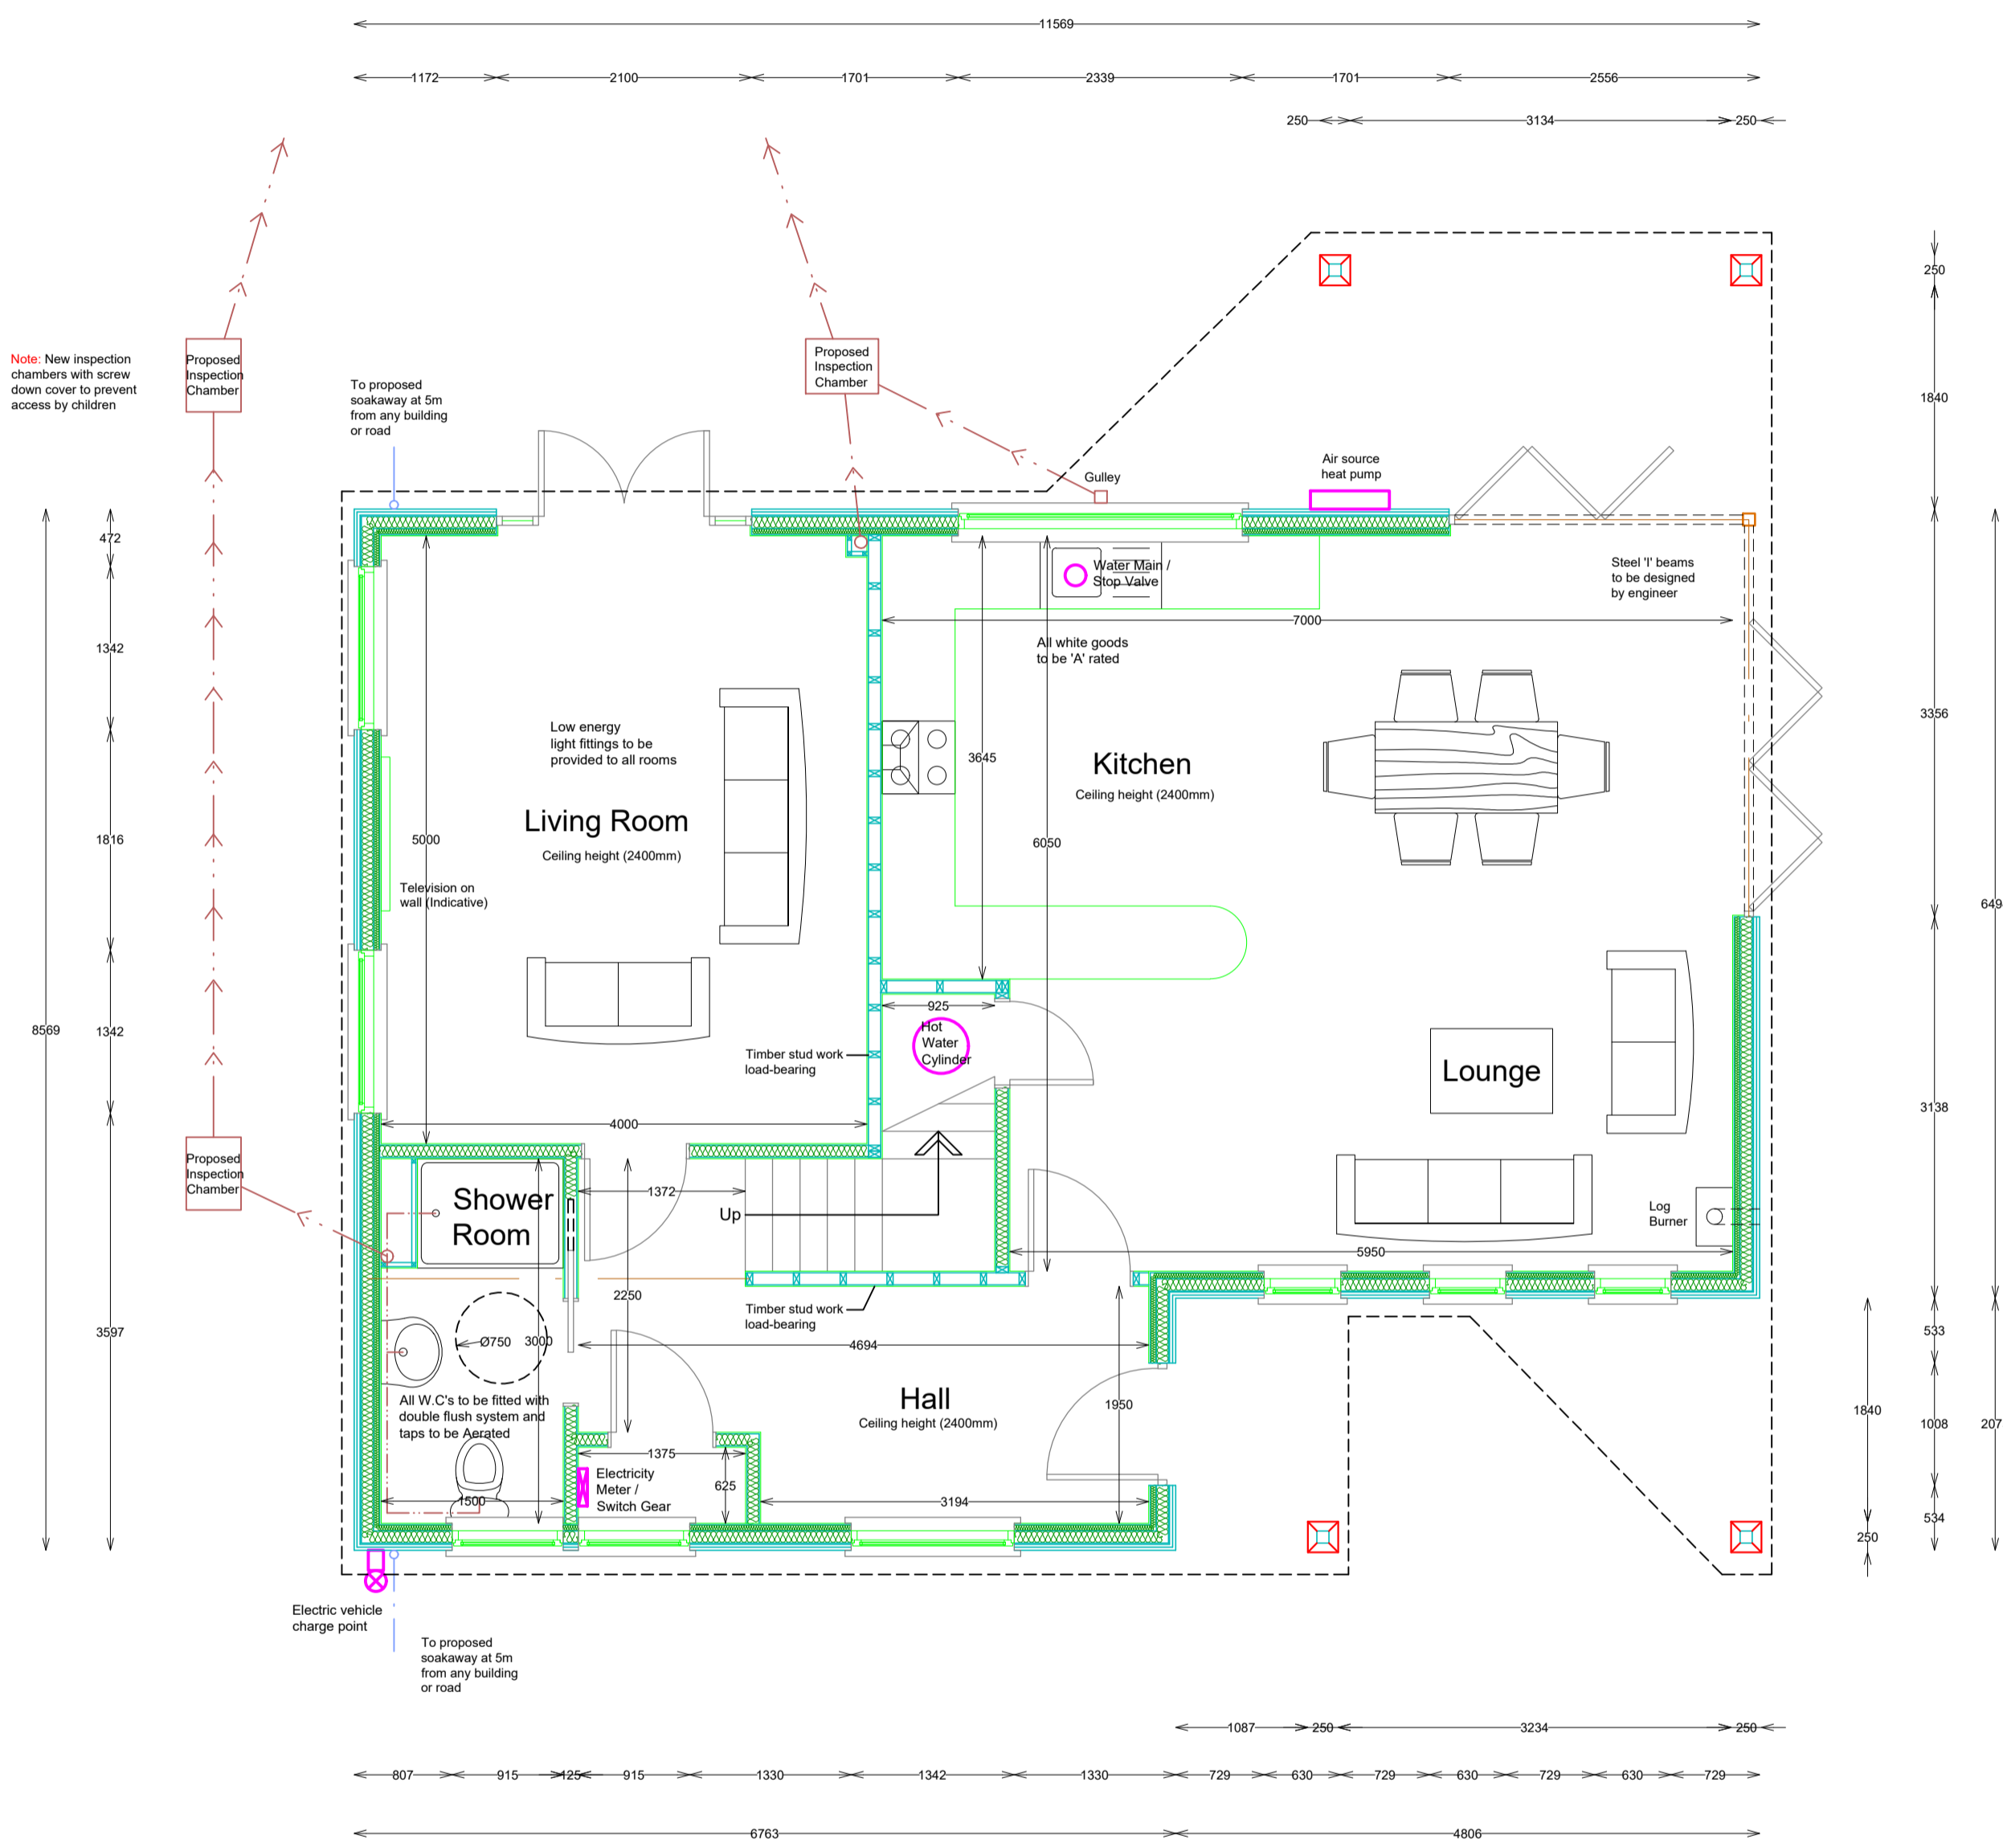 11569
1172
2100
1701
2339
1701
2556
250
3134
250
Note: New inspection
chambers with screw
down cover to prevent
access by children
Proposed
Inspection
Chamber
To proposed
soakaway at 5m
from any building
or road
Proposed
Inspection
Chamber
Gulley
Air source
heat pump
250
1840
472
1342
1816
1342
3597
8569
Water Main /
Stop Valve
Steel 'I' beams
to be designed
by engineer
7000
All white goods
to be 'A' rated
Low energy
light fittings to be
provided to all rooms
Living Room
Ceiling height (2400mm)
5000
Television on
wall (Indicative)
3645
Kitchen
Ceiling height (2400mm)
6050
3356
649
3138
925
Hot
Water
Cylinder
Timber stud work
load-bearing
Lounge
4000
Proposed
Inspection
Chamber
Shower
Room
1372
Up
Log
Burner
5950
2250
Timber stud work
load-bearing
Ø750
3000
4694
Hall
Ceiling height (2400mm)
1950
All W.C's to be fitted with
double flush system and
taps to be Aerated
1375
Electricity
Meter /
Switch Gear
625
1500
3194
533
1840
1008
207
534
250
Electric vehicle
charge point
To proposed
soakaway at 5m
from any building
or road
1087
250
3234
250
807
915
125
915
1330
1342
1330
729
630
729
630
729
630
729
6763
4806